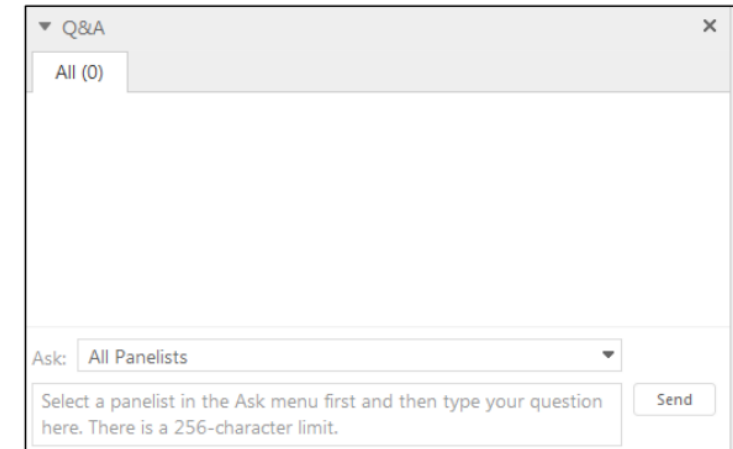 Q&A
All (0)
Ask: All Panelists
Select a panelist in the Ask menu first and then type your question
here. There is a 256-character limit.
Send